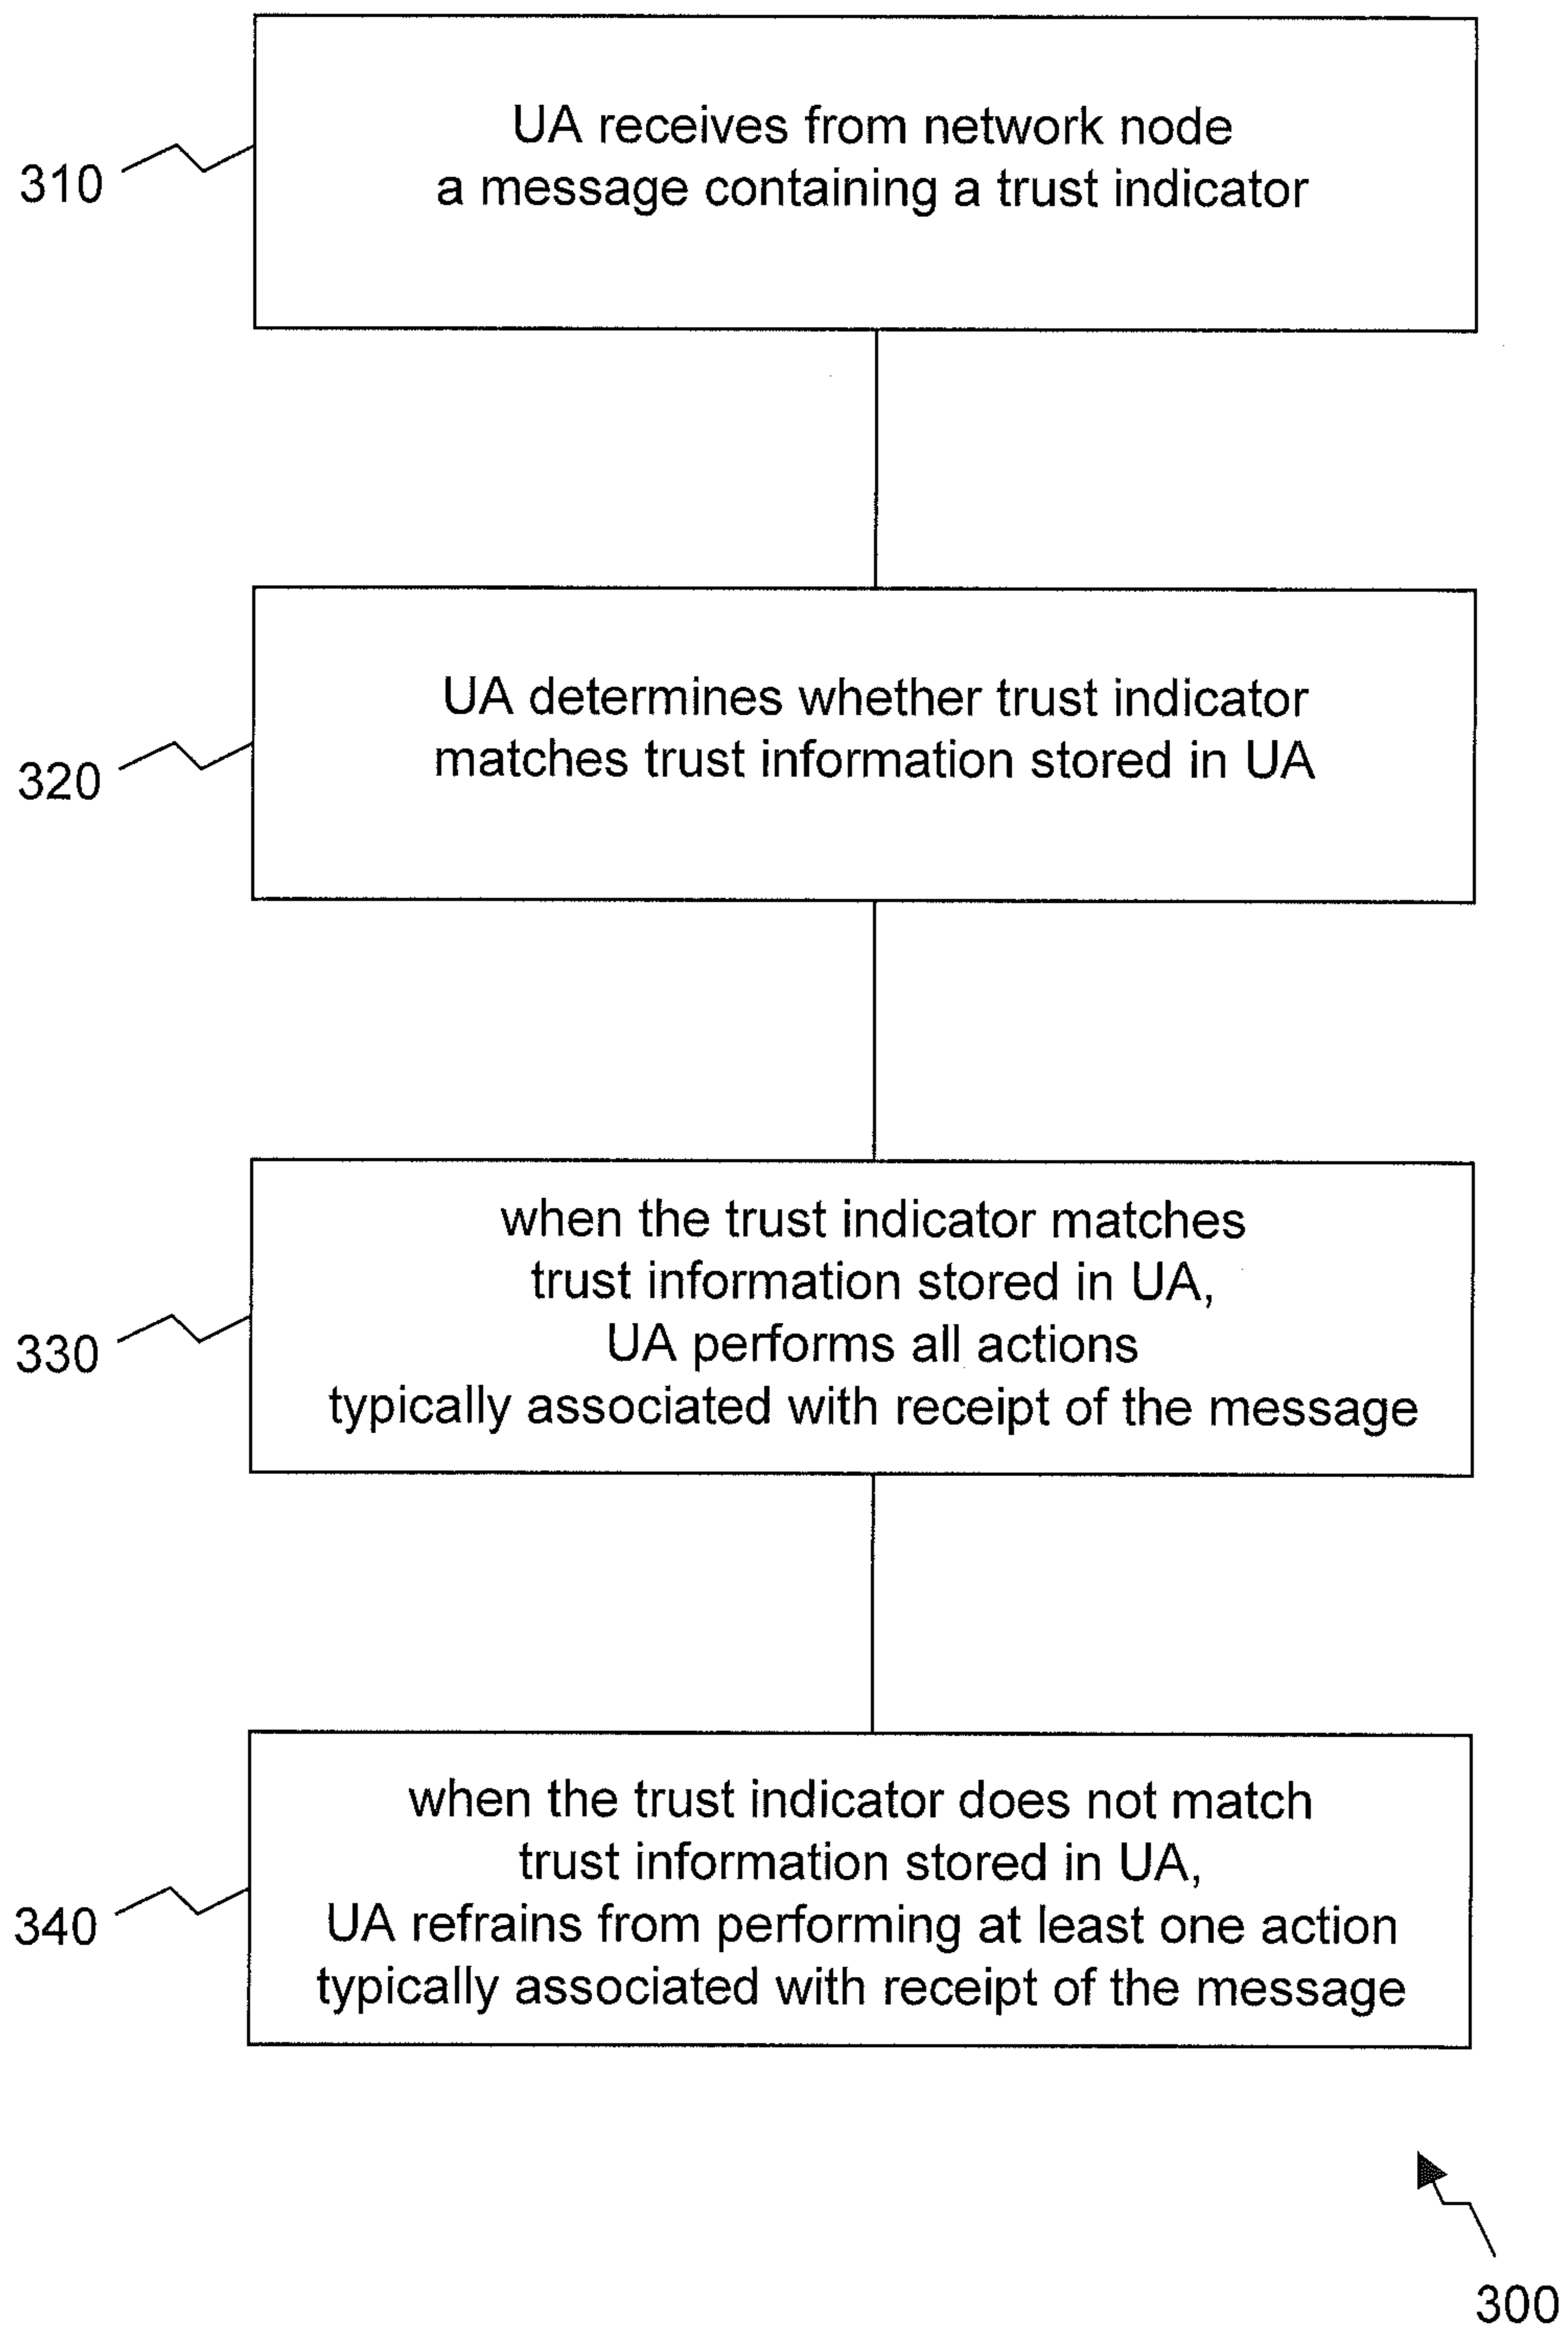 UA receives from network node
a message containing a trust indicator
310
UA determines whether trust indicator
matches trust information stored in UA
320
when the trust indicator matches
trust information stored in UA,
UA performs all actions
typically associated with receipt of the message
330
when the trust indicator does not match
trust information stored in UA,
UA refrains from performing at least one action
typically associated with receipt of the message
340
300